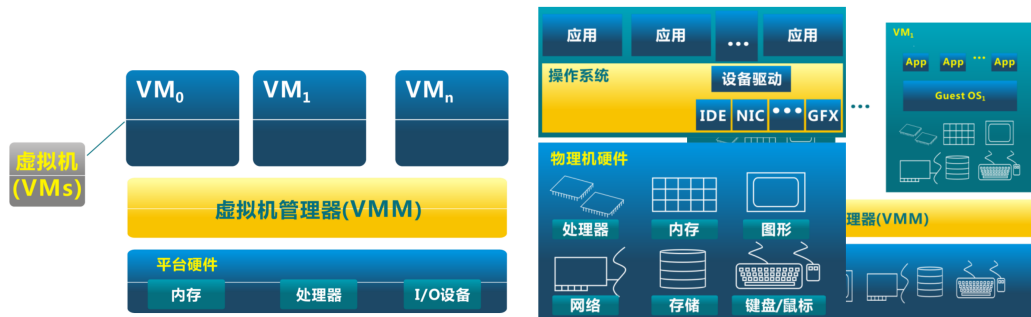 VM0
VM1
VMn
虚拟机
(VMs)
虚拟机管理器(VMM)
平台硬件
内存
处理器
I/O设备
应用
应用
...
应用
操作系统
设备驱动
IDE
NIC
...
GFX
物理机硬件
处理器
内存
图形
网络
存储
键盘/鼠标
...
VM1
App
App
...
App
Guest OS1
理器(VMM)